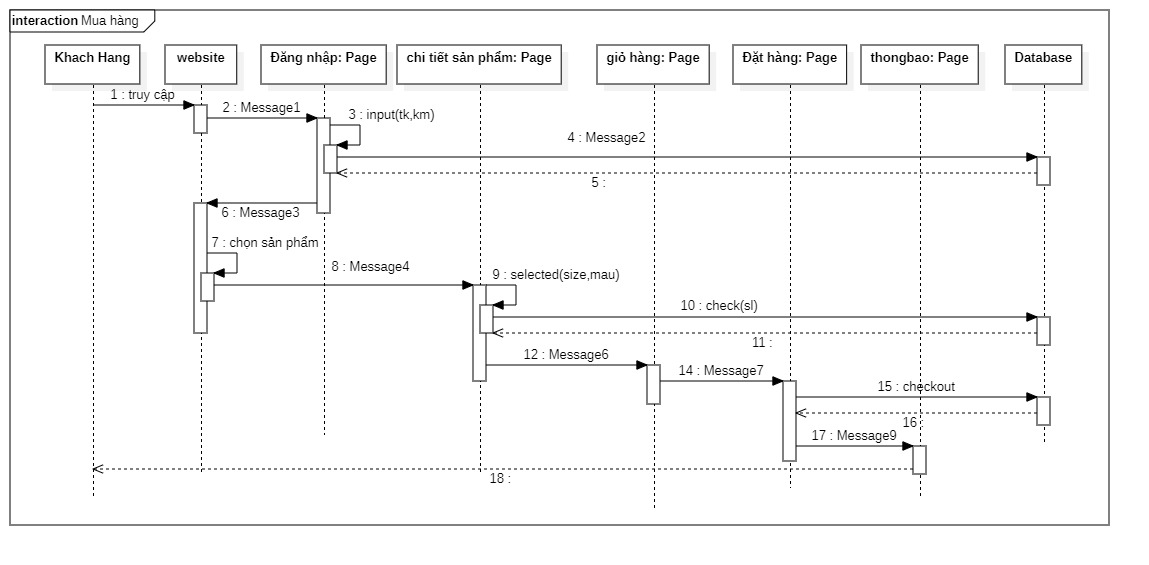 interaction Mua hàng
Khach Hang
website
Đăng nhập: Page
chi tiết sản phẩm: Page
giỏ hàng: Page
Đặt hàng: Page
thongbao: Page
Database
1 : truy cập
2 : Message1
3 : input(tk,km)
4 : Message2
5 :
6 : Message3
7 : chọn sản phẩm
8 : Message4
9 : selected(size,mau)
10 : check(sl)
11 :
12 : Message6
14 : Message7
15 : checkout
16 :
17 : Message9
18 :